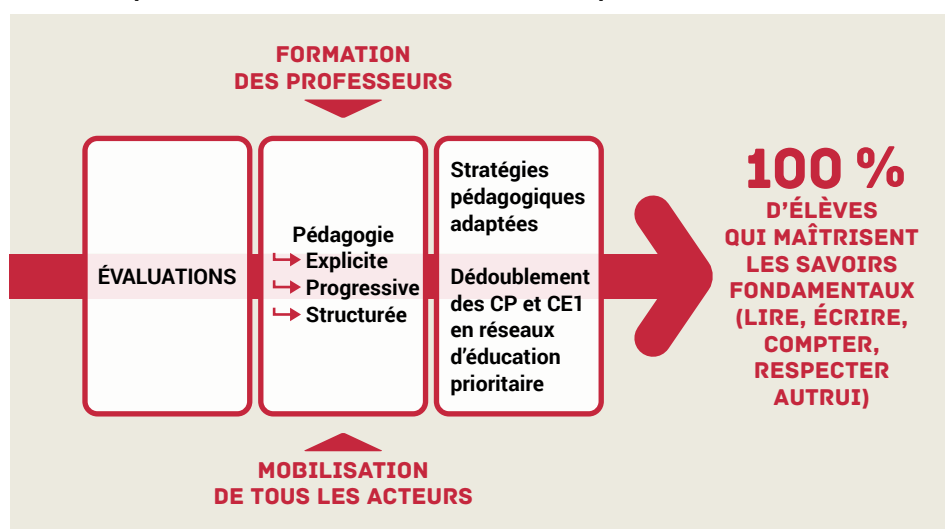 FORMATION
DES PROFESSEURS
ÉVALUATIONS
Pédagogie
Explicite
Progressive
Structurée
Stratégies
pédagogiques
adaptées
Dédoublement
des CP et CE1
en réseaux
d’éducation
prioritaire
100 %
D’ÉLÈVES
QUI MAÎTRISENT
LES SAVOIRS
FONDAMENTAUX
(LIRE, ÉCRIRE,
COMPTER,
RESPECTER
AUTRUI)
MOBILISATION
DE TOUS LES ACTEURS